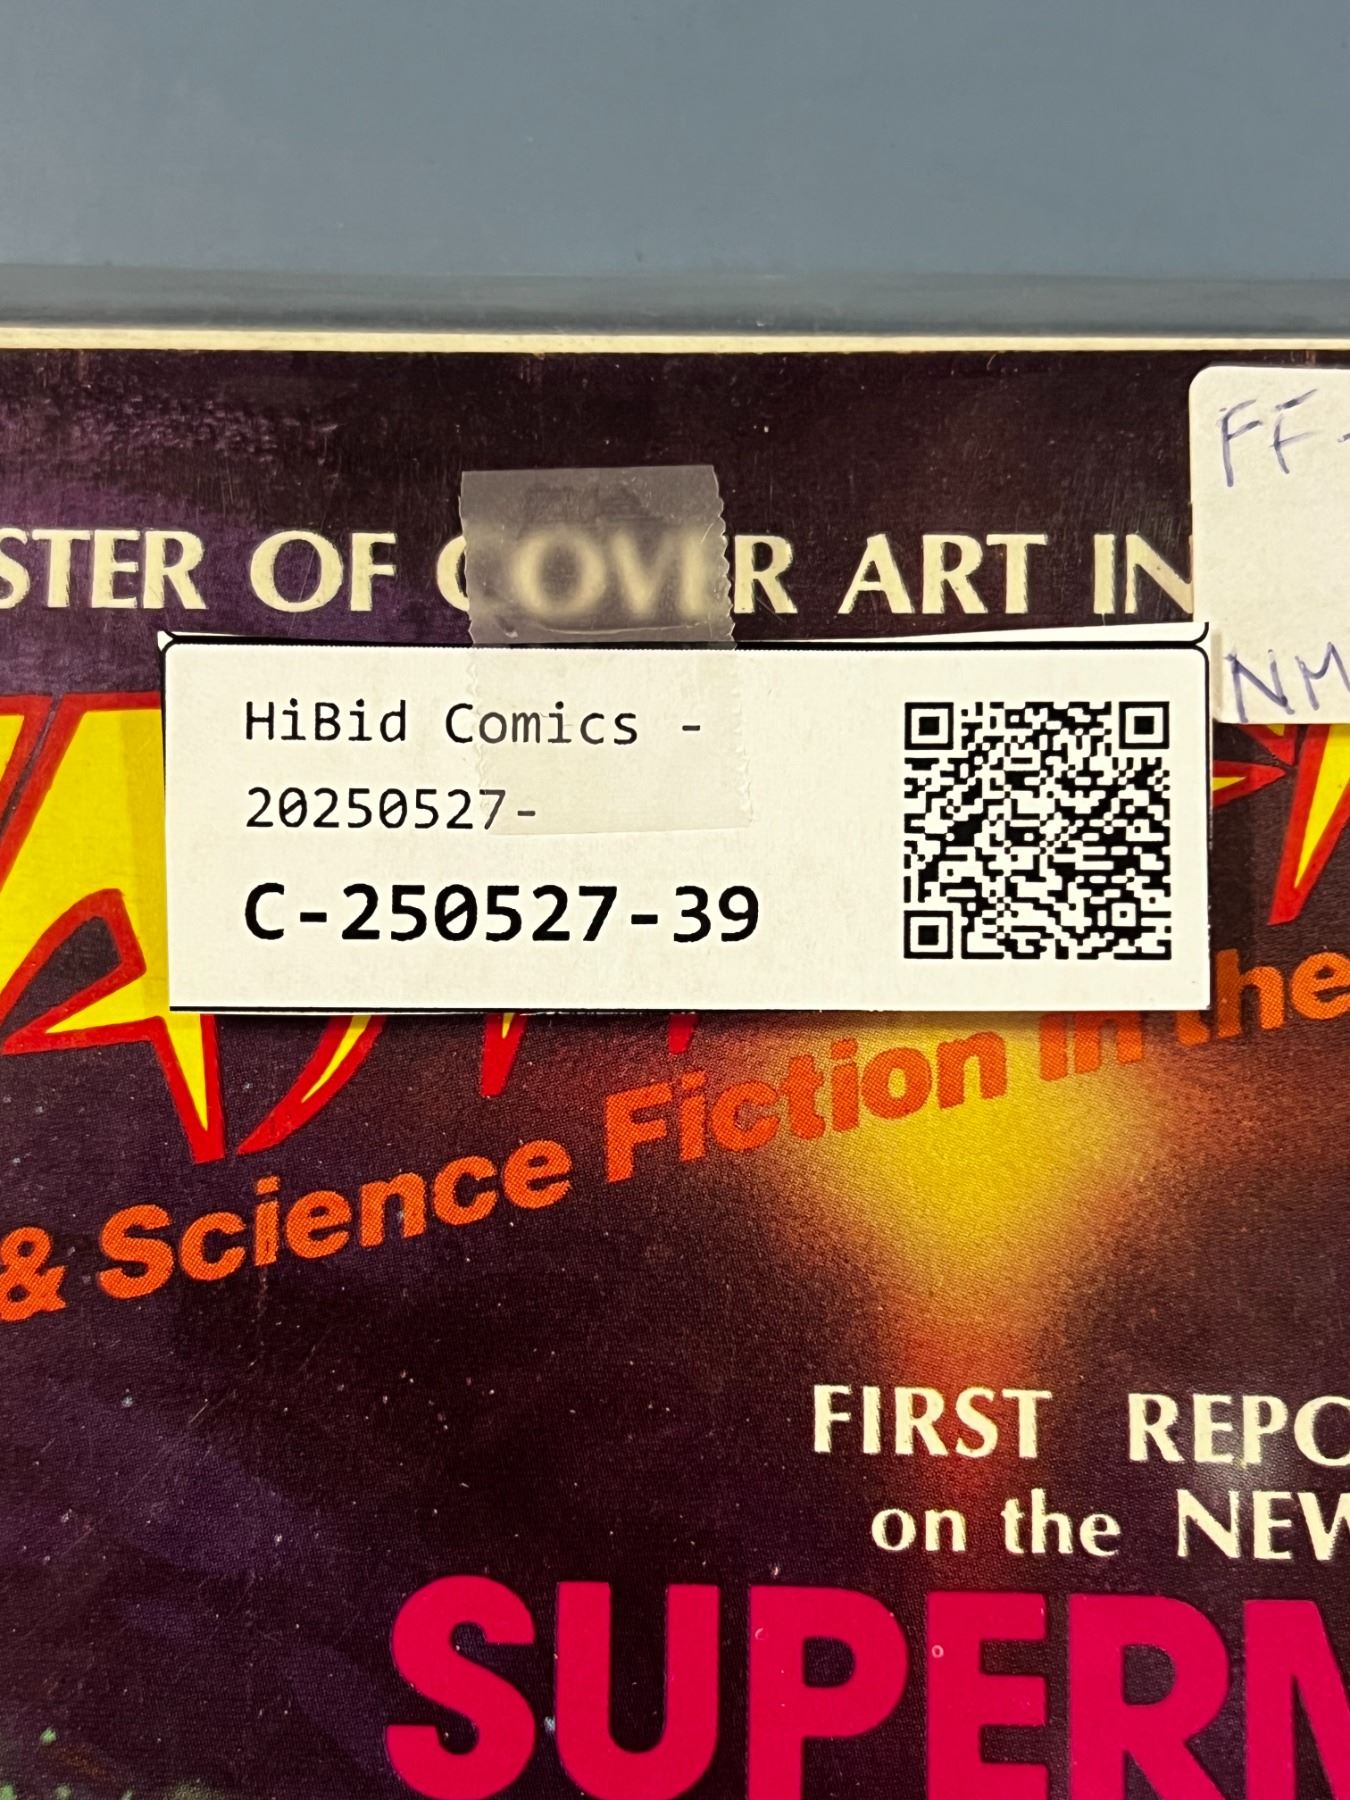 FF-
STER OF COVER ART IN
NM
HiBid Comics -
20250527-
C-250527-39
& Science Fiction in the
FIRST REPO
on the NEW
SUPERM